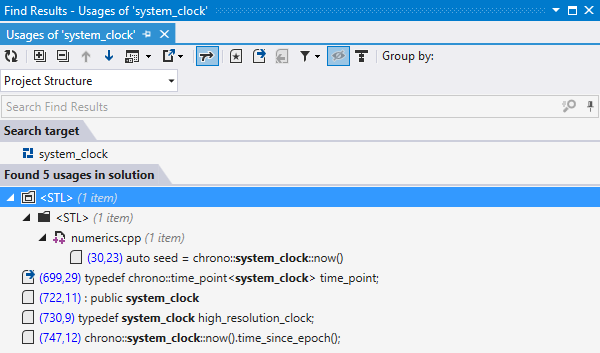 Find Results - Usages of 'system_clock'
Usages of 'system_clock'
Group by:
Project Structure
Search Find Results
Search target
system_clock
Found 5 usages in solution
<STL> (1 item)
<STL> (1 item)
numerics.cpp (1 item)
(30,23) auto seed = chrono::system_clock::now()
(699,29) typedef chrono::time_point<system_clock> time_point;
(722,11) : public system_clock
(730,9) typedef system_clock high_resolution_clock;
(747,12) chrono::system_clock::now().time_since_epoch();